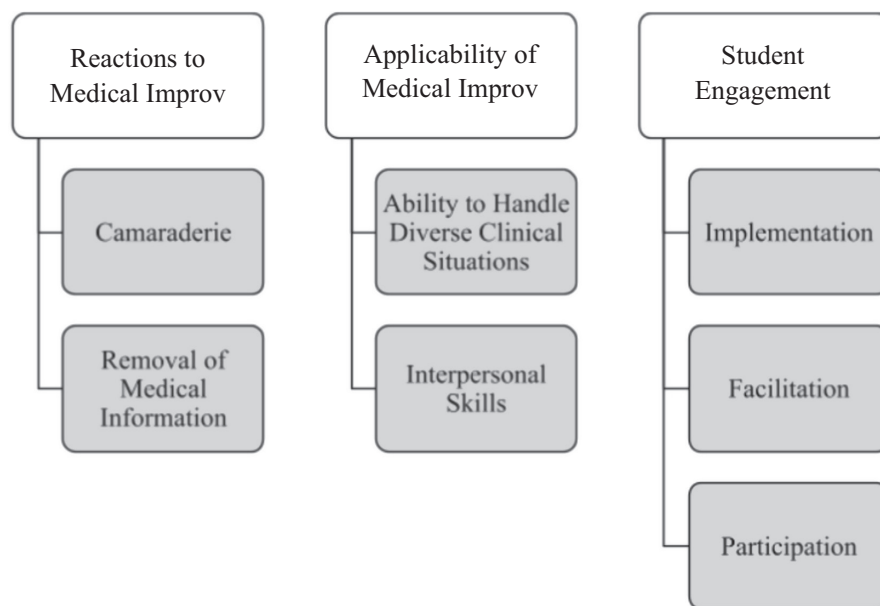 Reactions to
Medical Improv
Camaraderie
Removal of
Medical
Information
Applicability of
Medical Improv
Ability to Handle
Diverse Clinical
Situations
Interpersonal
Skills
Student
Engagement
Implementation
Facilitation
Participation